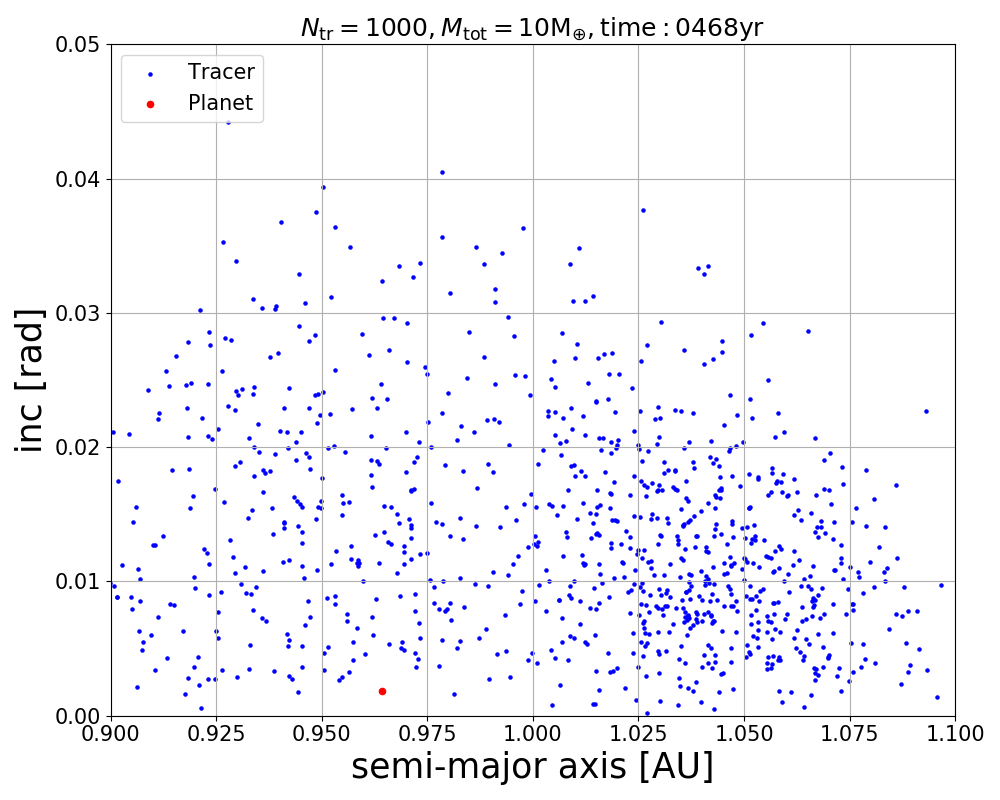 N_tr = 1000, M_tot = 10M_⊕, time : 0468yr
0.05
Tracer
Planet
0.04
0.03
inc [rad]
0.02
0.01
0.00
0.900 0.925 0.950 0.975 1.000 1.025 1.050 1.075 1.100
semi-major axis [AU]